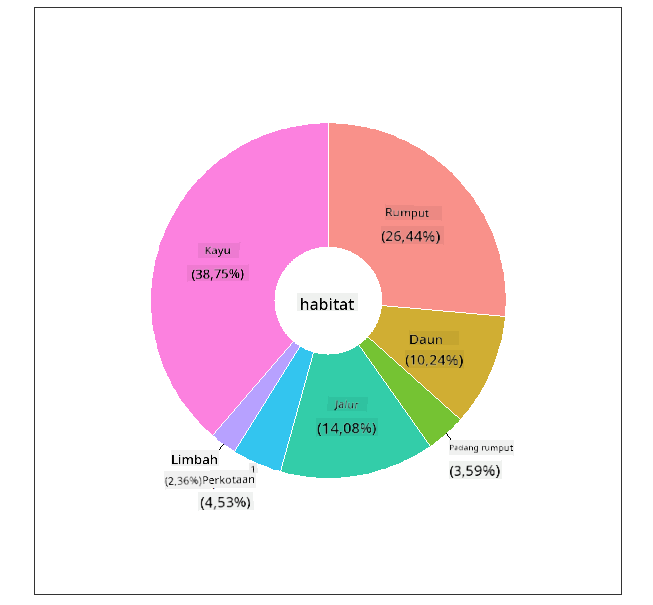 Rumput
(26,44%)
Kayu
(38,75%)
habitat
Daun
(10,24%)
Jalur
(14,08%)
Padang rumput
(3,59%)
Limbah
(2,36%)
Perkotaan
(4,53%)